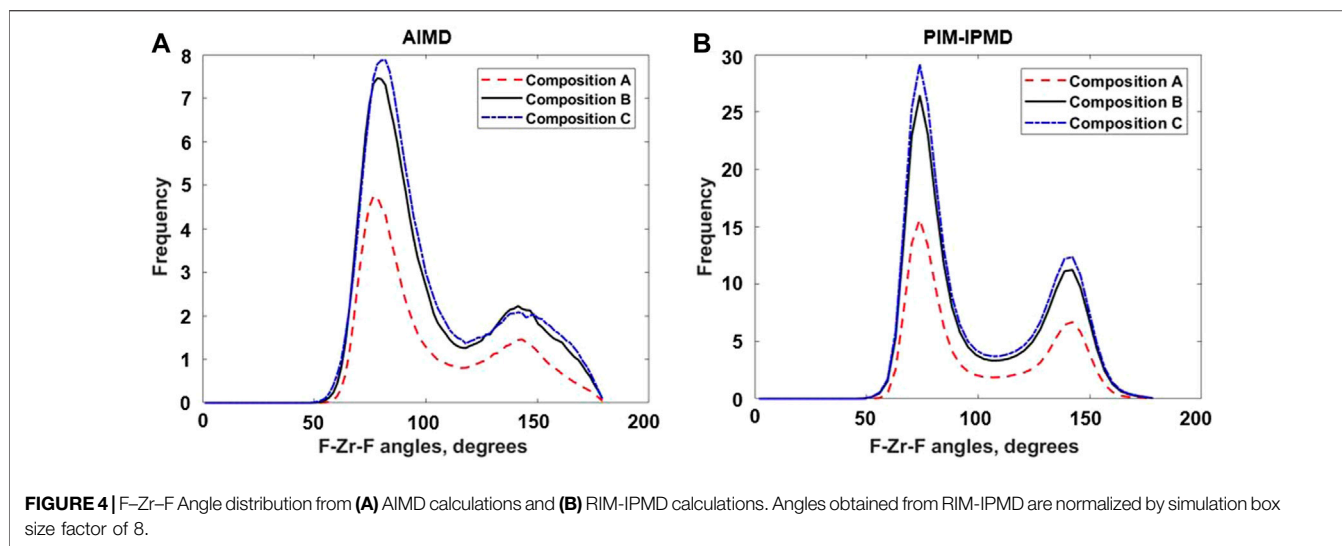 A
AIMD
8
7
6
5
4
3
2
1
0
Frequency
Composition A
Composition B
Composition C
0 50 100 150 200
F-Zr-F angles, degrees
B
PIM-IPMD
30
25
20
15
10
5
0
Frequency
Composition A
Composition B
Composition C
0 50 100 150 200
F-Zr-F angles, degrees
FIGURE 4 | F–Zr–F Angle distribution from (A) AIMD calculations and (B) RIM-IPMD calculations. Angles obtained from RIM-IPMD are normalized by simulation box
size factor of 8.